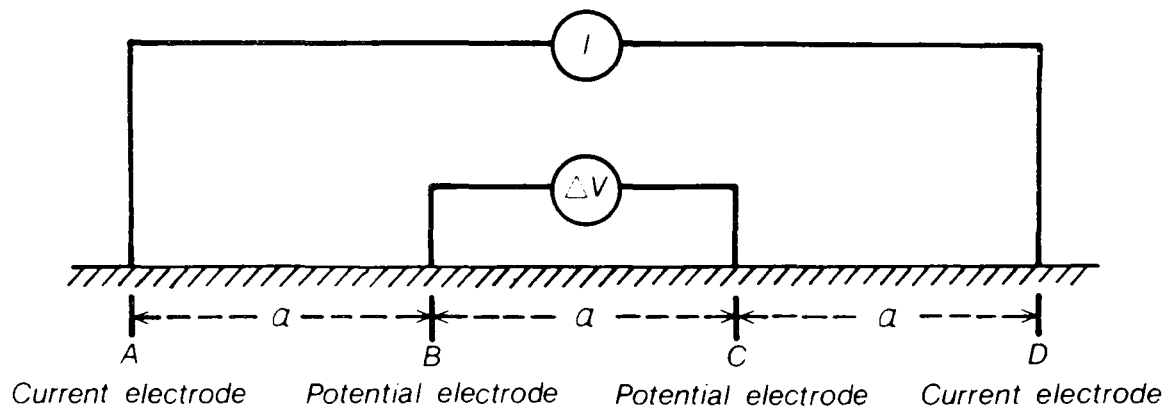 I
ΔV
a a a
A B C D
Current electrode Potential electrode Potential electrode Current electrode